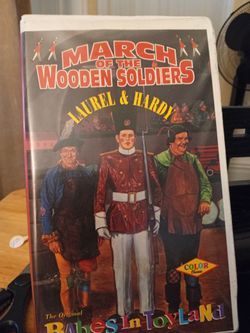 MARCH
OF THE
WOODEN SOLDIERS
LAUREL & HARDY
COLOR
The Original
Babes In Toyland